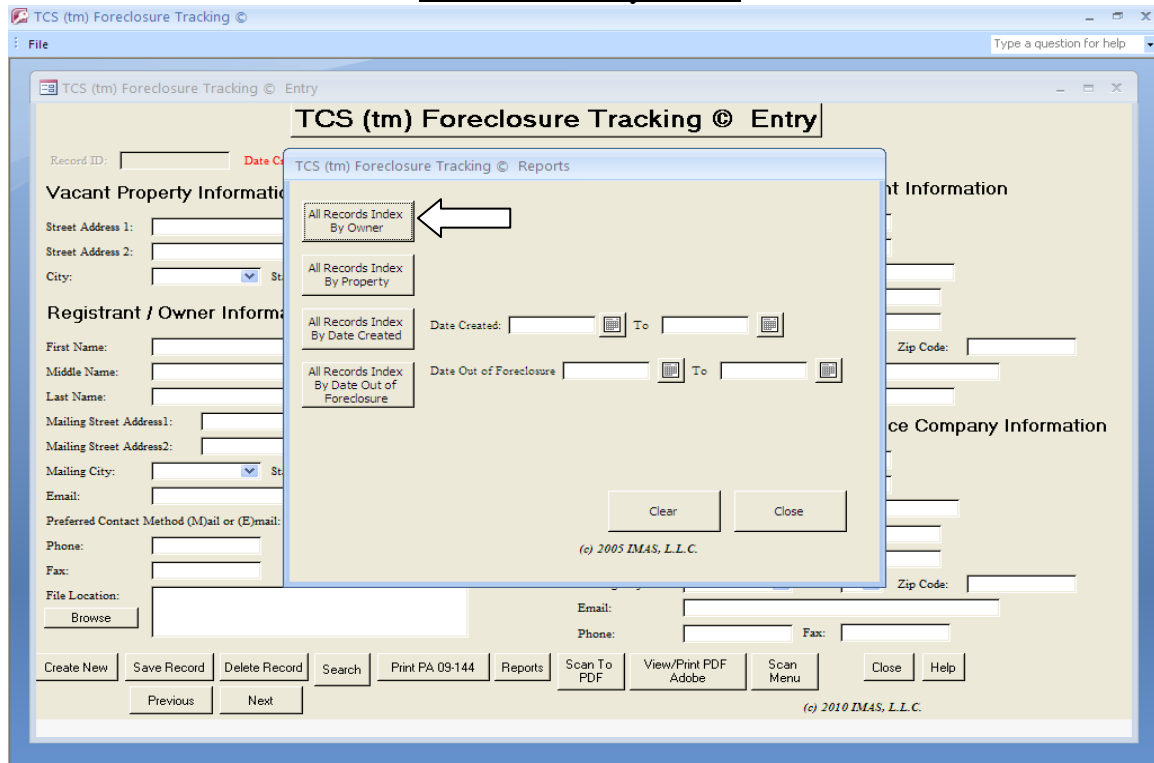 TCS (tm) Foreclosure Tracking ©
File
Type a question for help
TCS (tm) Foreclosure Tracking © Entry
TCS (tm) Foreclosure Tracking © Entry
Record ID:
Date C
TCS (tm) Foreclosure Tracking © Reports
Vacant Property Informatio
nt Information
Street Address 1:
Street Address 2:
City:
St
All Records Index
By Owner
All Records Index
By Property
All Records Index
By Date Created
Date Created:
To
All Records Index
By Date Out of
Foreclosure
Date Out of Foreclosure
To
Clear
Close
(c) 2005 IMAS, L.L.C.
Registrant / Owner Informa
First Name:
Zip Code:
Middle Name:
Last Name:
Mailing Street Address1:
ce Company Information
Mailing Street Address2:
Mailing City:
St
Email:
Preferred Contact Method (M)ail or (E)mail:
Phone:
Fax:
File Location:
Browse
Zip Code:
Email:
Phone:
Fax:
Create New
Save Record
Delete Record
Search
Print PA 09-144
Reports
Scan To
PDF
View/Print PDF
Adobe
Scan
Menu
Close
Help
Previous
Next
(c) 2010 IMAS, L.L.C.